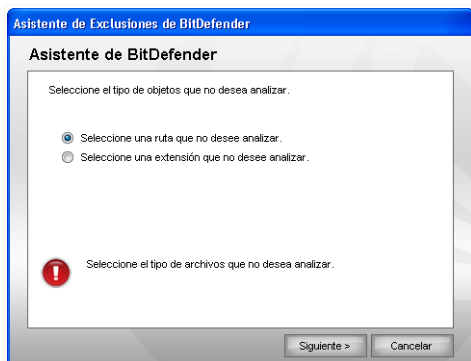 Asistente de Exclusiones de BitDefender
Asistente de BitDefender
Seleccione el tipo de objetos que no desea analizar.
Seleccione una ruta que no desee analizar.
Seleccione una extensión que no desee analizar.
Seleccione el tipo de archivos que no desea analizar.
Siguiente >
Cancelar